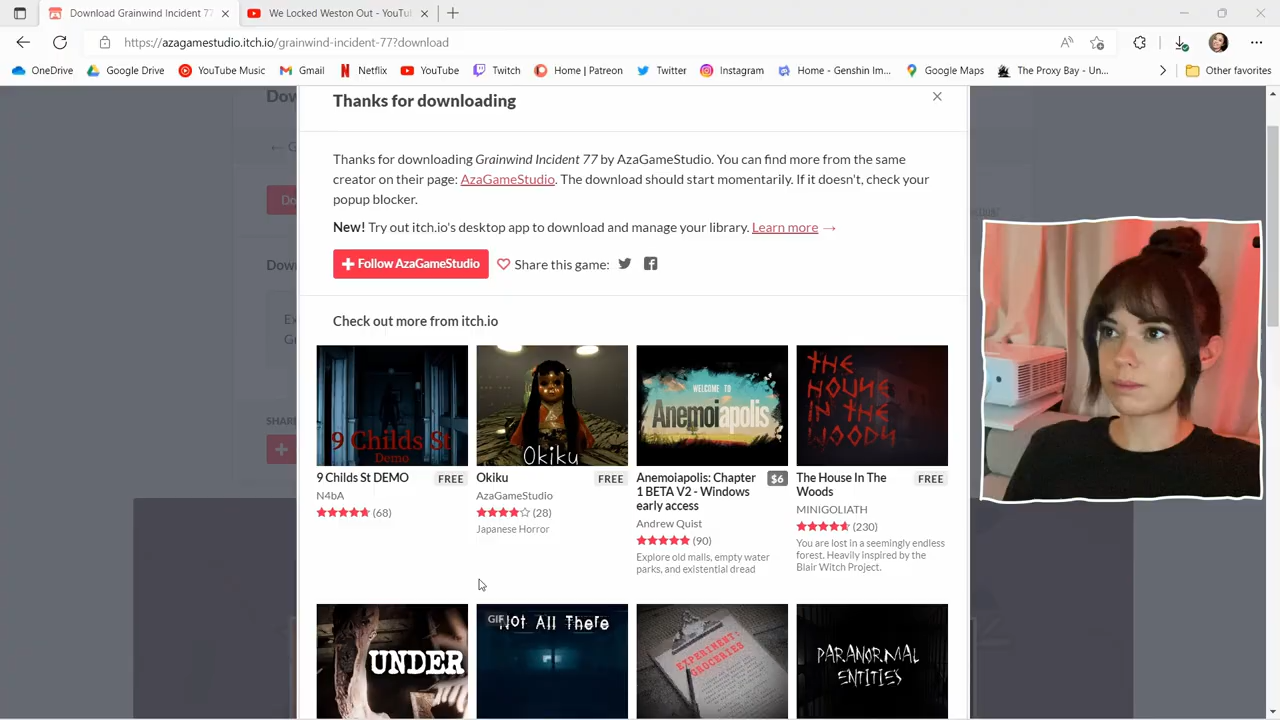 Download Grainwind Incident 77
We Locked Weston Out - YouTu
https://azagamestudio.itch.io/grainwind-incident-77?download
OneDrive
Google Drive
YouTube Music
Gmail
Netflix
YouTube
Twitch
Home | Patreon
Twitter
Instagram
Home - Genshin Im...
Google Maps
The Proxy Bay - Un...
Other favorites
Thanks for downloading
Thanks for downloading Grainwind Incident 77 by AzaGameStudio. You can find more from the same
creator on their page: AzaGameStudio. The download should start momentarily. If it doesn't, check your
popup blocker.
New! Try out itch.io's desktop app to download and manage your library. Learn more →
Follow AzaGameStudio
Share this game:
Check out more from itch.io
9 Childs St
Demo
Okiku
WELCOME TO
Anemoiapolis
THE
HOUSE
IN THE
WOODS
9 Childs St DEMO
FREE
N4bA
(68)
Okiku
FREE
AzaGameStudio
(28)
Japanese Horror
Anemoiapolis: Chapter
1 BETA V2 - Windows
early access
$6
Andrew Quist
(90)
Explore old malls, empty water
parks, and existential dread
The House In The
Woods
FREE
MINIGOLIATH
(230)
You are lost in a seemingly endless
forest. Heavily inspired by the
Blair Witch Project.
UNDER
GIF
Not All There
EXPERIMENT:
GROCERIES
PARANORMAL
ENTITIES
Dow
Do
Dow
Ex
Ge
SHARE